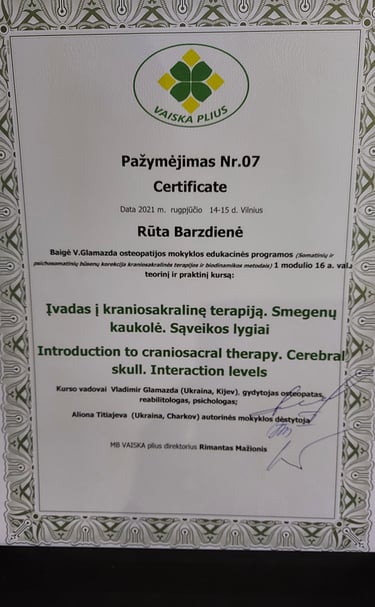 VAISKA PLIUS
Pažymėjimas Nr.07
Certificate
Data 2021 m. rugpjūčio 14-15 d. Vilnius
Rūta Barzdienė
Baigė V.Glamazda osteopatijos mokyklos edukacinės programos (Somatinių ir
psichosomatinių būsenų korekcija kraniosakralinės terapijos ir biodinamikos metodais) 1 modulio 16 a. val.
teorinį ir praktinį kursą:
Įvadas į kraniosakralinę terapiją. Smegenų
kaukolė. Sąveikos lygiai
Introduction to craniosacral therapy. Cerebral
skull. Interaction levels
Kurso vadovai Vladimir Glamazda (Ukraina, Kijev), gydytojas osteopatas,
reabilitologas, psichologas;
Aliona Titiajeva (Ukraina, Charkov) autorinės mokyklos dėstytoja
MB VAISKA plius direktorius Rimantas Mažionis